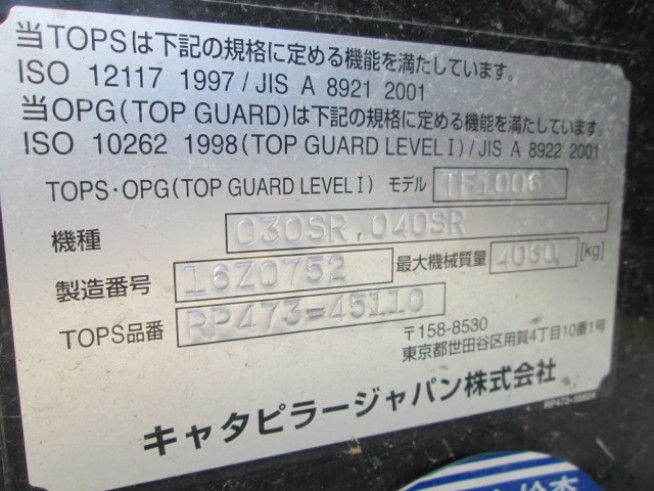 当TOPSは下記の規格に定める機能を満たしています。
ISO 12117 1997/JIS A 8921 2001
当OPG(TOP GUARD)は下記の規格に定める機能を満たしています。
ISO 10262 1998(TOP GUARD LEVELⅠ)/JIS A 8922 2001
TOPS・OPG(TOP GUARD LEVELⅠ) モデル TF1006
機種 030SR,040SR
製造番号 16Z0752 最大機械質量 4060 [kg]
TOPS品番 RP473-45110
〒158-8530
東京都世田谷区用賀4丁目10番1号
キャタピラージャパン株式会社
検査